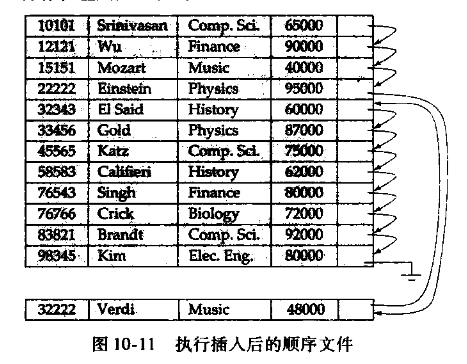 10101 Srinivasan Comp. Sci. 65000
12121 Wu Finance 90000
15151 Mozart Music 40000
22222 Einstein Physics 95000
32343 El Said History 60000
33456 Gold Physics 87000
45565 Katz Comp. Sci. 75000
58583 Califieri History 62000
76543 Singh Finance 80000
76766 Crick Biology 72000
83821 Brandt Comp. Sci. 92000
98345 Kim Elec. Eng. 80000
32222 Verdi Music 48000
图 10-11 执行插入后的顺序文件